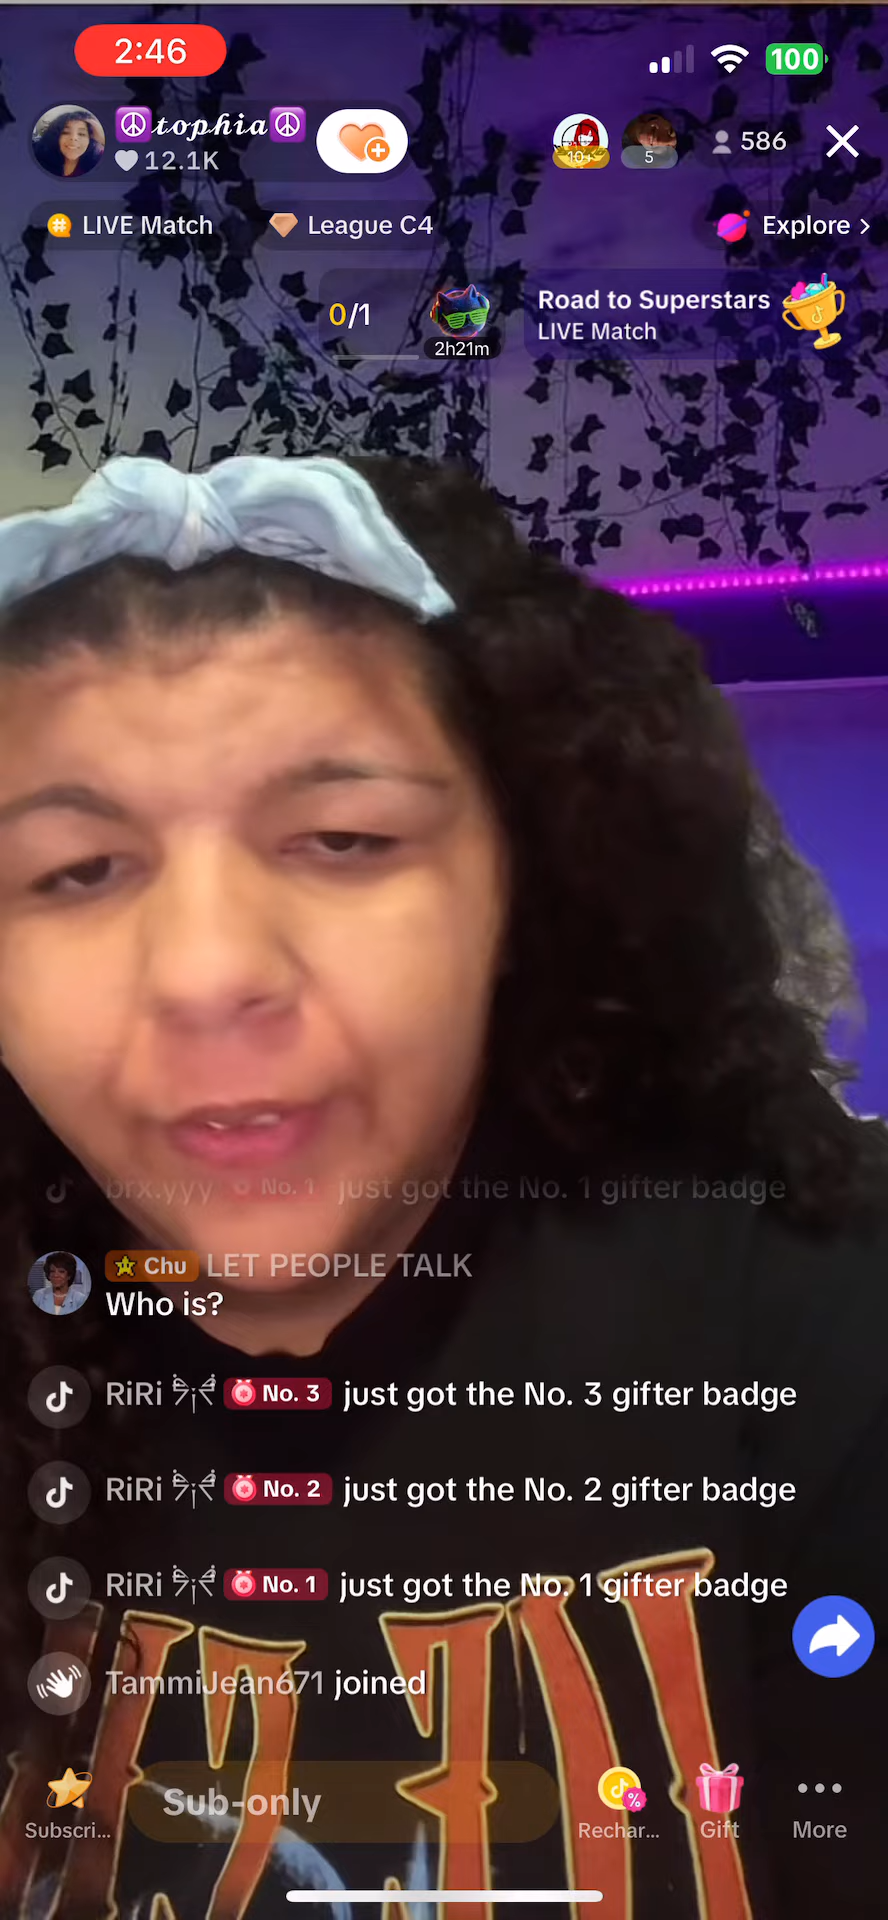 2:46
100
☮️tophia☮️
12.1K
10+
5
586
LIVE Match
League C4
Explore >
0/1
2h21m
Road to Superstars
LIVE Match
brx.yyy No. 1 just got the No. 1 gifter badge
Chu LET PEOPLE TALK
Who is?
RiRi No. 3 just got the No. 3 gifter badge
RiRi No. 2 just got the No. 2 gifter badge
RiRi No. 1 just got the No. 1 gifter badge
TammiJean671 joined
Sub-only
Subscri...
Rechar...
Gift
More